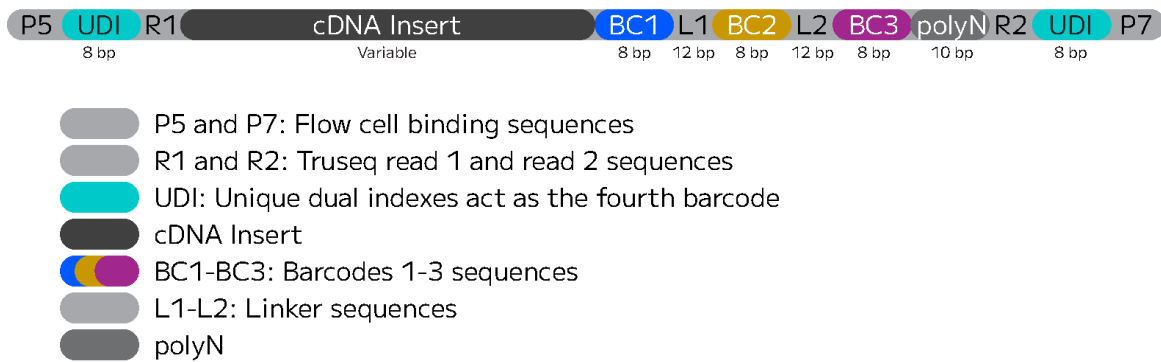 P5 UDI R1 cDNA Insert BC1 L1 BC2 L2 BC3 polyN R2 UDI P7
8 bp Variable 8 bp 12 bp 8 bp 12 bp 8 bp 10 bp 8 bp
P5 and P7: Flow cell binding sequences
R1 and R2: Truseq read 1 and read 2 sequences
UDI: Unique dual indexes act as the fourth barcode
cDNA Insert
BC1-BC3: Barcodes 1-3 sequences
L1-L2: Linker sequences
polyN